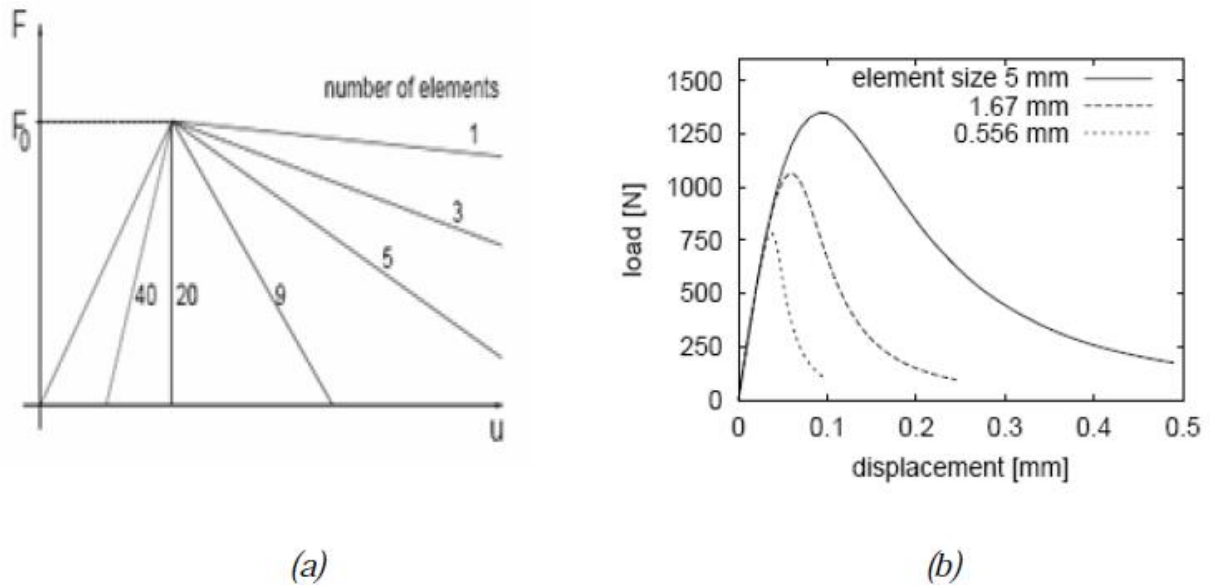 F
number of elements
F0
1
3
5
40
20
9
u
(a)
1500
1250
1000
750
500
250
0
load [N]
element size 5 mm
1.67 mm
0.556 mm
0
0.1
0.2
0.3
0.4
0.5
displacement [mm]
(b)